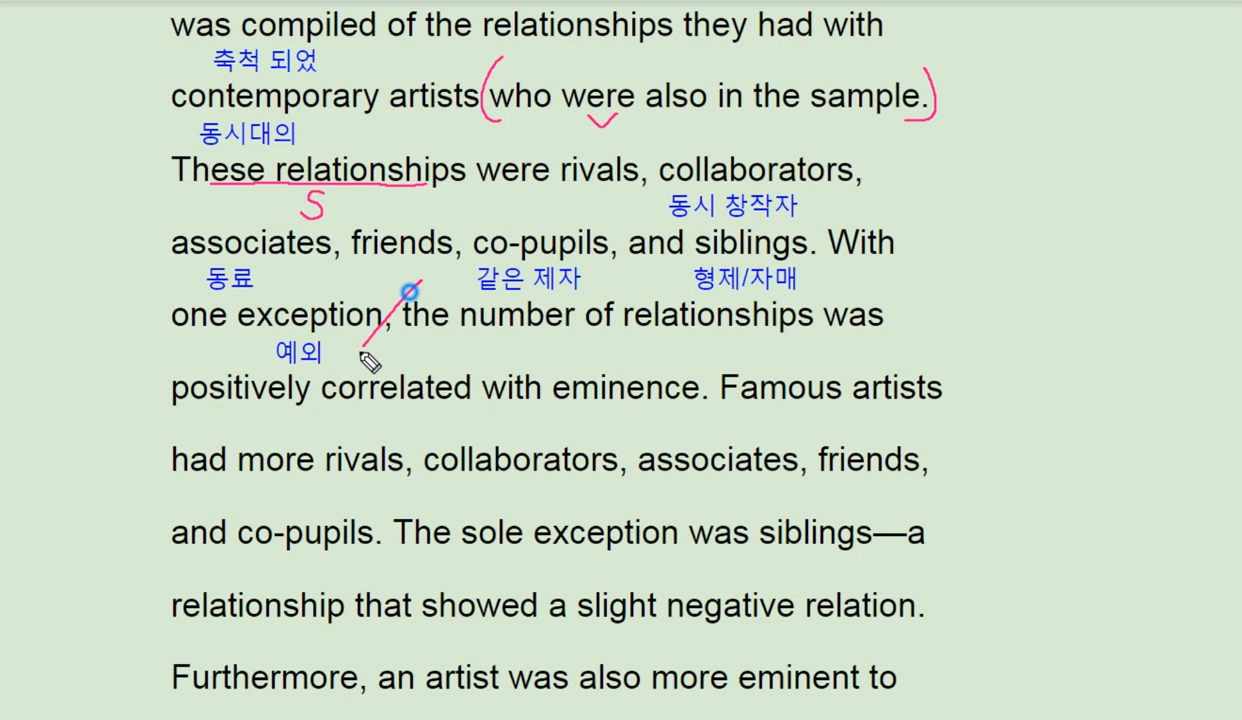 was compiled of the relationships they had with
축척 되었
contemporary artists who were also in the sample.
동시대의
These relationships were rivals, collaborators,
S
동시 창작자
associates, friends, co-pupils, and siblings. With
동료 같은 제자 형제/자매
one exception, the number of relationships was
예외
positively correlated with eminence. Famous artists
had more rivals, collaborators, associates, friends,
and co-pupils. The sole exception was siblings—a
relationship that showed a slight negative relation.
Furthermore, an artist was also more eminent to